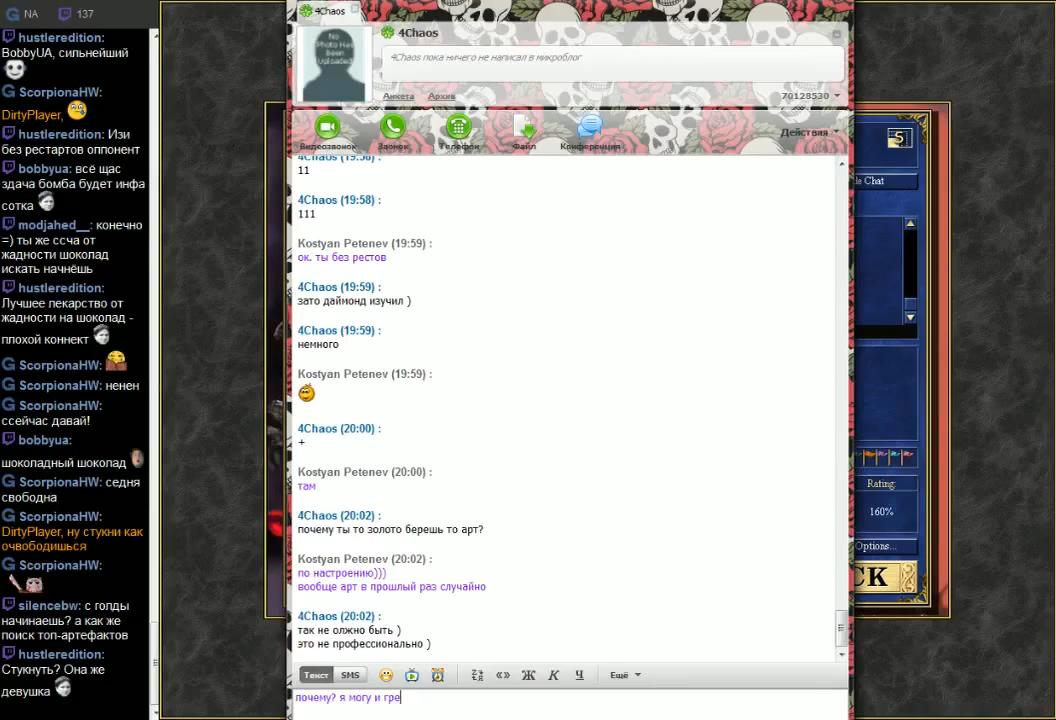 NA 137
hustleredition:
BobbyUA, сильнейший
ScorpionaHW:
DirtyPlayer,
hustleredition: Изи
без рестартов оппонент
bobbyua: всё щас
здача бомба будет инфа
сотка
modjahed__: конечно
=) ты же ссча от
жадности шоколад
искать начнёшь
hustleredition:
Лучшее лекарство от
жадности на шоколад -
плохой коннект
ScorpionaHW:
ScorpionaHW: ненен
ScorpionaHW:
ссейчас давай!
bobbyua:
шоколадный шоколад
ScorpionaHW: седня
свободна
ScorpionaHW:
DirtyPlayer, ну стукни как
очвободишься
ScorpionaHW:
silencebw: с голды
начинаешь? а как же
поиск топ-артефактов
hustleredition:
Стукнуть? Она же
девушка
4Chaos
No
Photo Has
Been
Uploaded
4Chaos
4Chaos пока ничего не написал в микроблог
Анкета Архив
70128530
Видеозвонок Звонок Телефон Файл Конференция
Действия
4Chaos (19:58) :
11
4Chaos (19:58) :
111
Kostyan Petenev (19:59) :
ок. ты без рестов
4Chaos (19:59) :
зато даймонд изучил )
4Chaos (19:59) :
немного
Kostyan Petenev (19:59) :
4Chaos (20:00) :
+
Kostyan Petenev (20:00) :
там
4Chaos (20:02) :
почему ты то золото берешь то арт?
Kostyan Petenev (20:02) :
по настроению)))
вообще арт в прошлый раз случайно
4Chaos (20:02) :
так не олжно быть )
это не профессионально )
Текст SMS
Ж К Ч Ещё
почему? я могу и гре
5
de Chat
Rating:
160%
Options...
CK